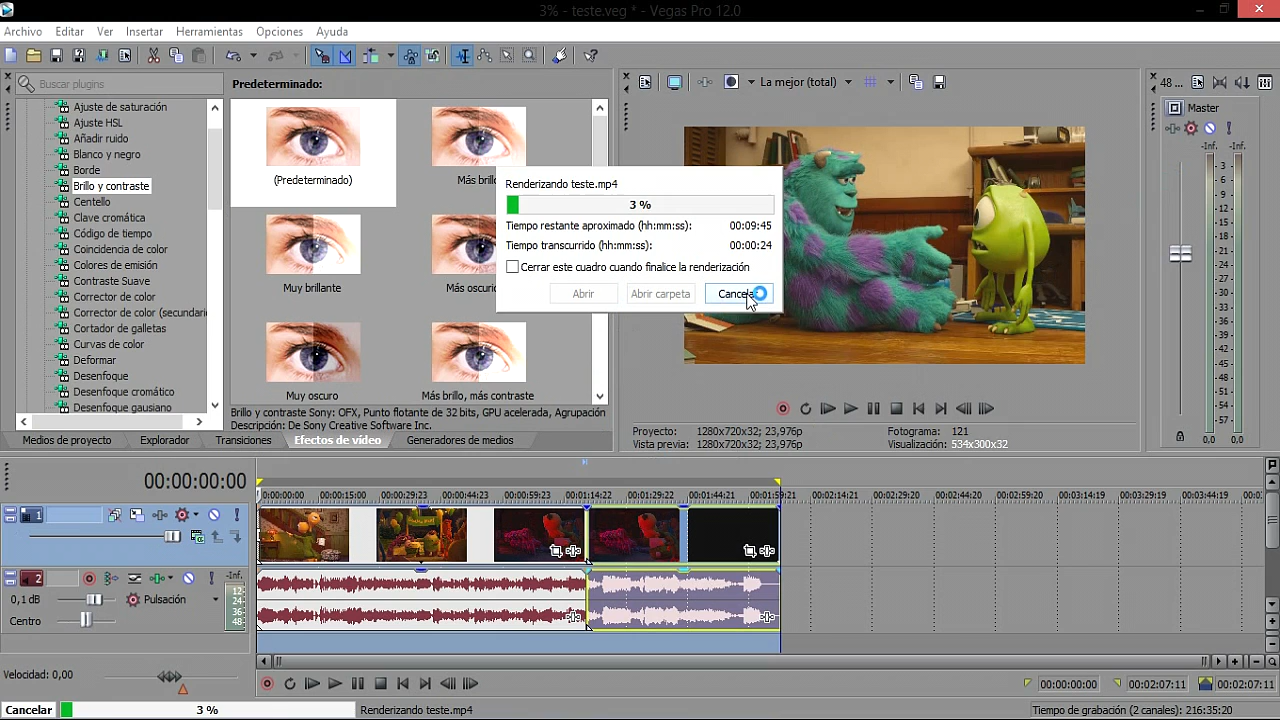 3% - teste.veg * - Vegas Pro 12.0
Archivo Editar Ver Insertar Herramientas Opciones Ayuda
Buscar plugins
Ajuste de saturación
Ajuste HSL
Añadir ruido
Blanco y negro
Borde
Brillo y contraste
Centello
Clave cromática
Código de tiempo
Coincidencia de color
Colores de emisión
Contraste Suave
Corrector de color
Corrector de color (secundari
Cortador de galletas
Curvas de color
Deformar
Desenfoque
Desenfoque cromático
Desenfoque gausiano
Predeterminado:
(Predeterminado)
Más brill
Muy brillante
Más oscuri
Muy oscuro
Más brillo, más contraste
Brillo y contraste Sony: OFX, Punto flotante de 32 bits, GPU acelerada, Agrupación
Descripción: De Sony Creative Software Inc.
Medios de proyecto Explorador Transiciones Efectos de vídeo Generadores de medios
Renderizando teste.mp4
3 %
Tiempo restante aproximado (hh:mm:ss): 00:09:45
Tiempo transcurrido (hh:mm:ss): 00:00:24
Cerrar este cuadro cuando finalice la renderización
Abrir Abrir carpeta Cancela
La mejor (total)
Proyecto: 1280x720x32; 23,976p
Vista previa: 1280x720x32; 23,976p
Fotograma: 121
Visualización: 534x300x32
48 ...
Master
-Inf. -Inf.
- 3 -
- 6 -
- 9 -
-12-
-15-
-18-
-21-
-24-
-27-
-30-
-33-
-36-
-39-
-42-
-45-
-48-
-51-
-54-
-57-
0.0 0.0
00:00:00:00
0:00:00:00 00:00:15:00 00:00:29:23 00:00:44:23 00:00:59:23 00:01:14:22 00:01:29:22 00:01:44:21 00:01:59:21 00:02:14:21 00:02:29:20 00:02:44:20 00:02:59:20 00:03:14:19 00:03:29:19 00:03:44:19
1
2
-Inf.
12-
24-
36-
48-
0,1 dB Pulsación
Centro
Velocidad: 0,00
00:00:00:00 00:02:07:11 00:02:07:11
Cancelar 3 % Renderizando teste.mp4
Tiempo de grabación (2 canales): 216:35:20